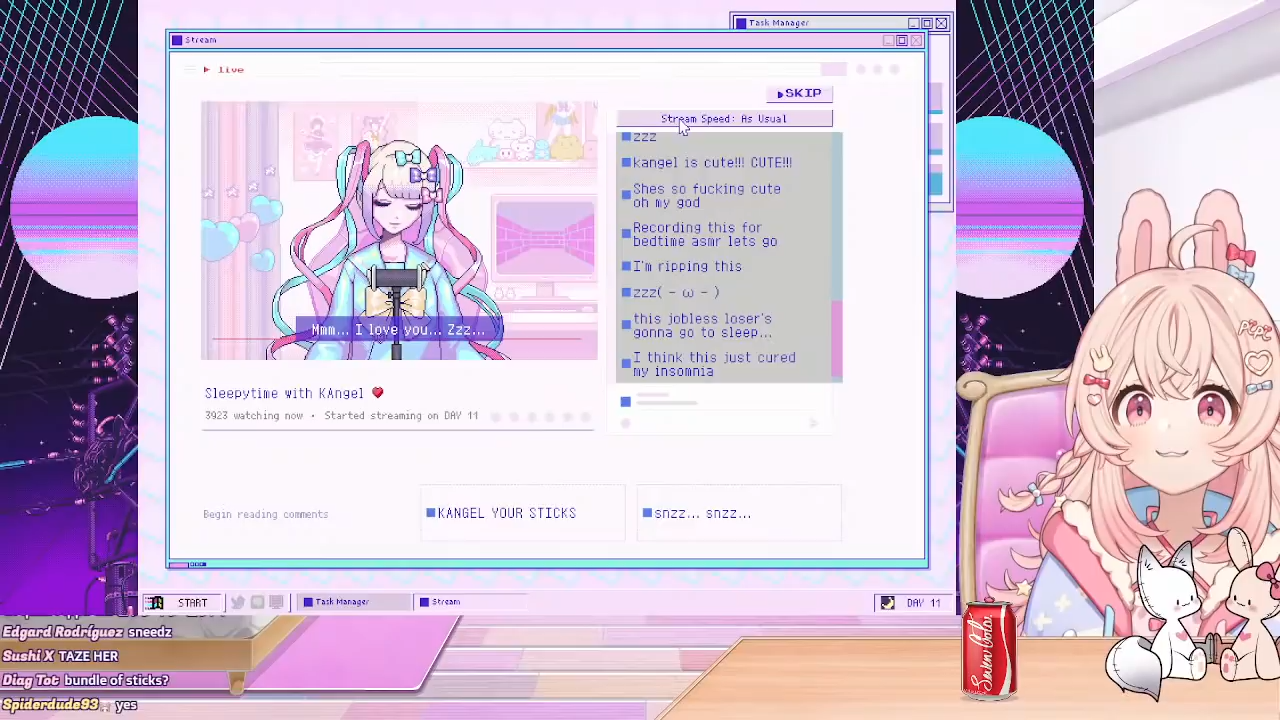 Task Manager
Stream
live
SKIP
Stream Speed: As Usual
zzz
kangel is cute!!! CUTE!!!
Shes so fucking cute
oh my god
Recording this for
bedtime asmr lets go
I'm ripping this
zzz( - ω - )
this jobless loser's
gonna go to sleep...
I think this just cured
my insomnia
Mmm... I love you... Zzz...
Sleepytime with KAngel
3923 watching now • Started streaming on DAY 11
Begin reading comments
KANGEL YOUR STICKS
snzz... snzz...
START
Task Manager
Stream
DAY 11
Edgard Rodríguez sneedz
Sushi X TAZE HER
Diag Tot: bundle of sticks?
Spiderdude93 yes